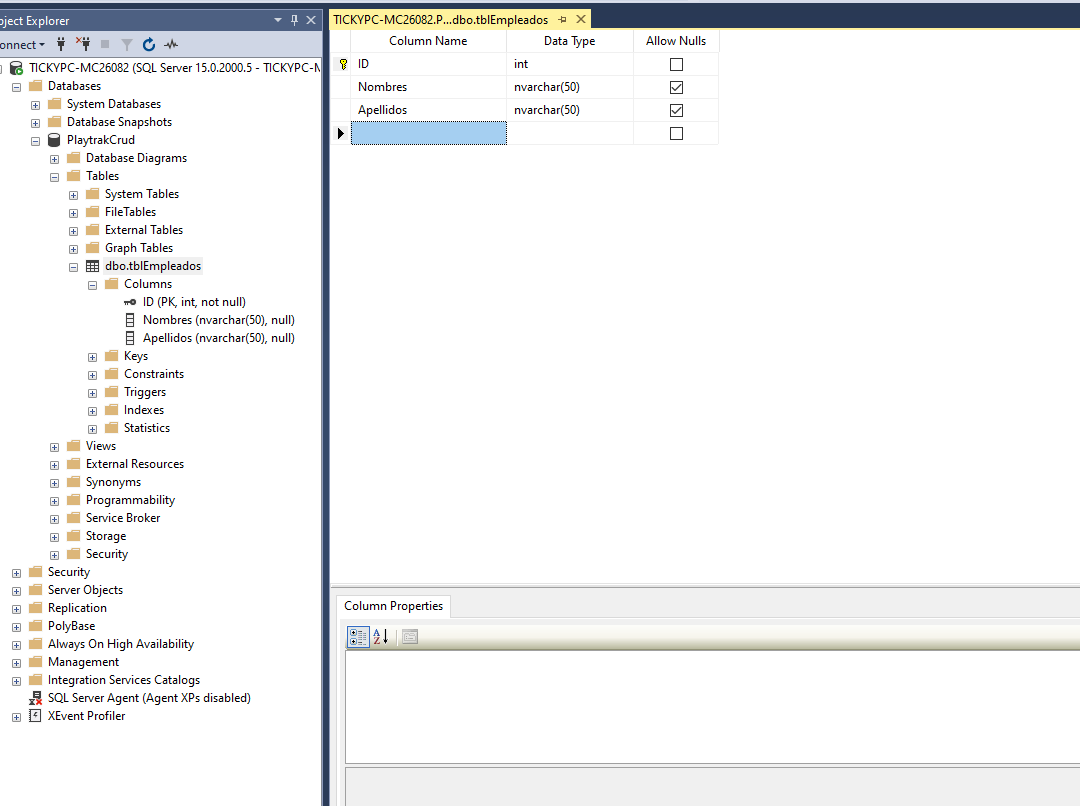 ject Explorer
onnect
TICKYPC-MC26082 (SQL Server 15.0.2000.5 - TICKYPC-M
Databases
System Databases
Database Snapshots
PlaytrakCrud
Database Diagrams
Tables
System Tables
FileTables
External Tables
Graph Tables
dbo.tblEmpleados
Columns
ID (PK, int, not null)
Nombres (nvarchar(50), null)
Apellidos (nvarchar(50), null)
Keys
Constraints
Triggers
Indexes
Statistics
Views
External Resources
Synonyms
Programmability
Service Broker
Storage
Security
Security
Server Objects
Replication
PolyBase
Always On High Availability
Management
Integration Services Catalogs
SQL Server Agent (Agent XPs disabled)
XEvent Profiler
TICKYPC-MC26082.P...dbo.tblEmpleados
Column Name Data Type Allow Nulls
ID int
Nombres nvarchar(50)
Apellidos nvarchar(50)
Column Properties